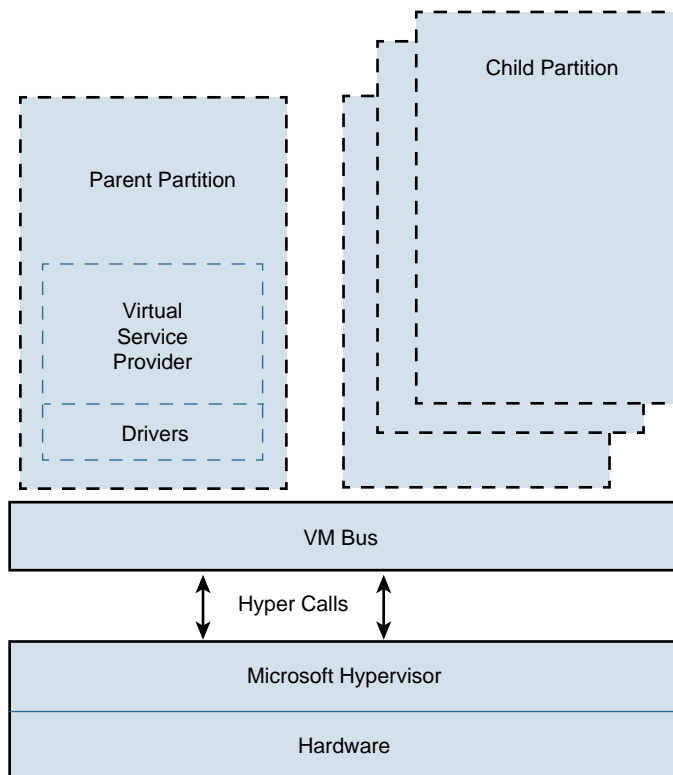 Child Partition
Parent Partition
Virtual
Service
Provider
Drivers
VM Bus
Hyper Calls
Microsoft Hypervisor
Hardware